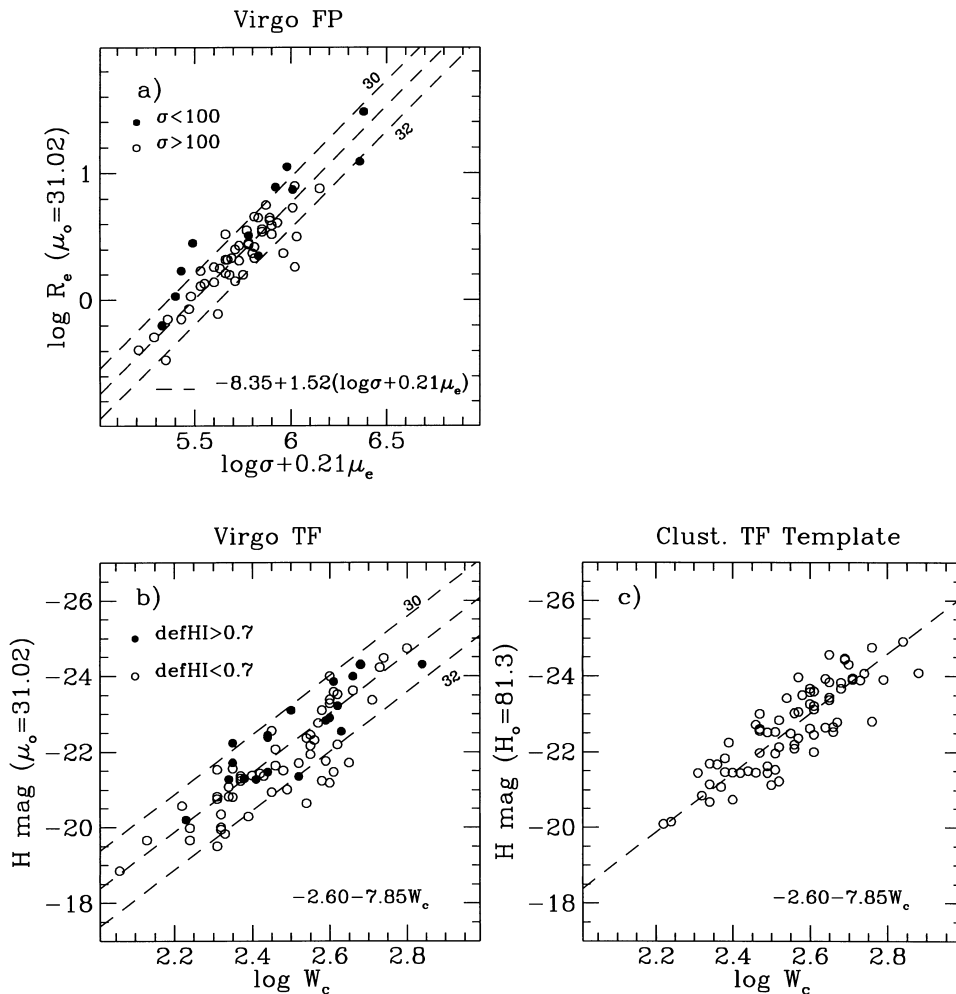 Virgo FP
a)
σ<100
σ>100
30
32
1
0
log R_e (μ_o=31.02)
-8.35+1.52(logσ+0.21μ_e)
5.5 6 6.5
logσ+0.21μ_e
Virgo TF
b)
defHI>0.7
defHI<0.7
30
32
-26
-24
-22
-20
-18
H mag (μ_o=31.02)
-2.60-7.85W_c
2.2 2.4 2.6 2.8
log W_c
Clust. TF Template
c)
-26
-24
-22
-20
-18
H mag (H_o=81.3)
-2.60-7.85W_c
2.2 2.4 2.6 2.8
log W_c